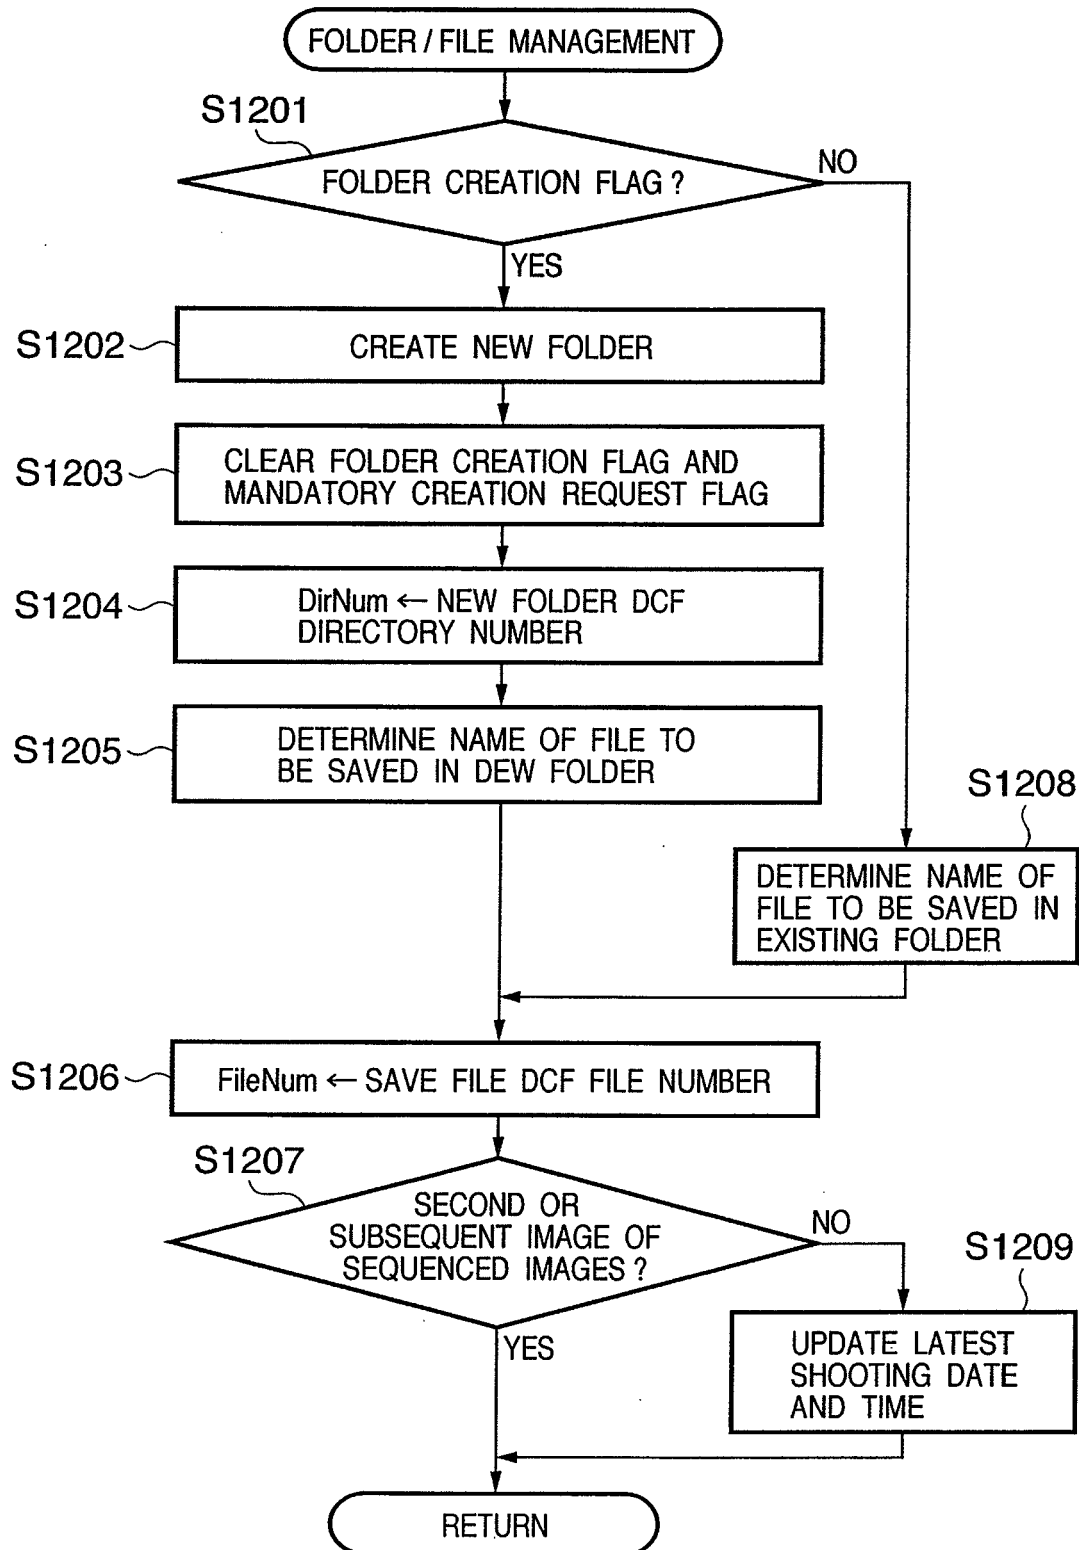 FOLDER / FILE MANAGEMENT
S1201
FOLDER CREATION FLAG ?
NO
YES
S1202
CREATE NEW FOLDER
S1203
CLEAR FOLDER CREATION FLAG AND
MANDATORY CREATION REQUEST FLAG
S1204
DirNum ← NEW FOLDER DCF
DIRECTORY NUMBER
S1205
DETERMINE NAME OF FILE TO
BE SAVED IN DEW FOLDER
S1208
DETERMINE NAME OF
FILE TO BE SAVED IN
EXISTING FOLDER
S1206
FileNum ← SAVE FILE DCF FILE NUMBER
S1207
SECOND OR
SUBSEQUENT IMAGE OF
SEQUENCED IMAGES ?
NO
YES
S1209
UPDATE LATEST
SHOOTING DATE
AND TIME
RETURN